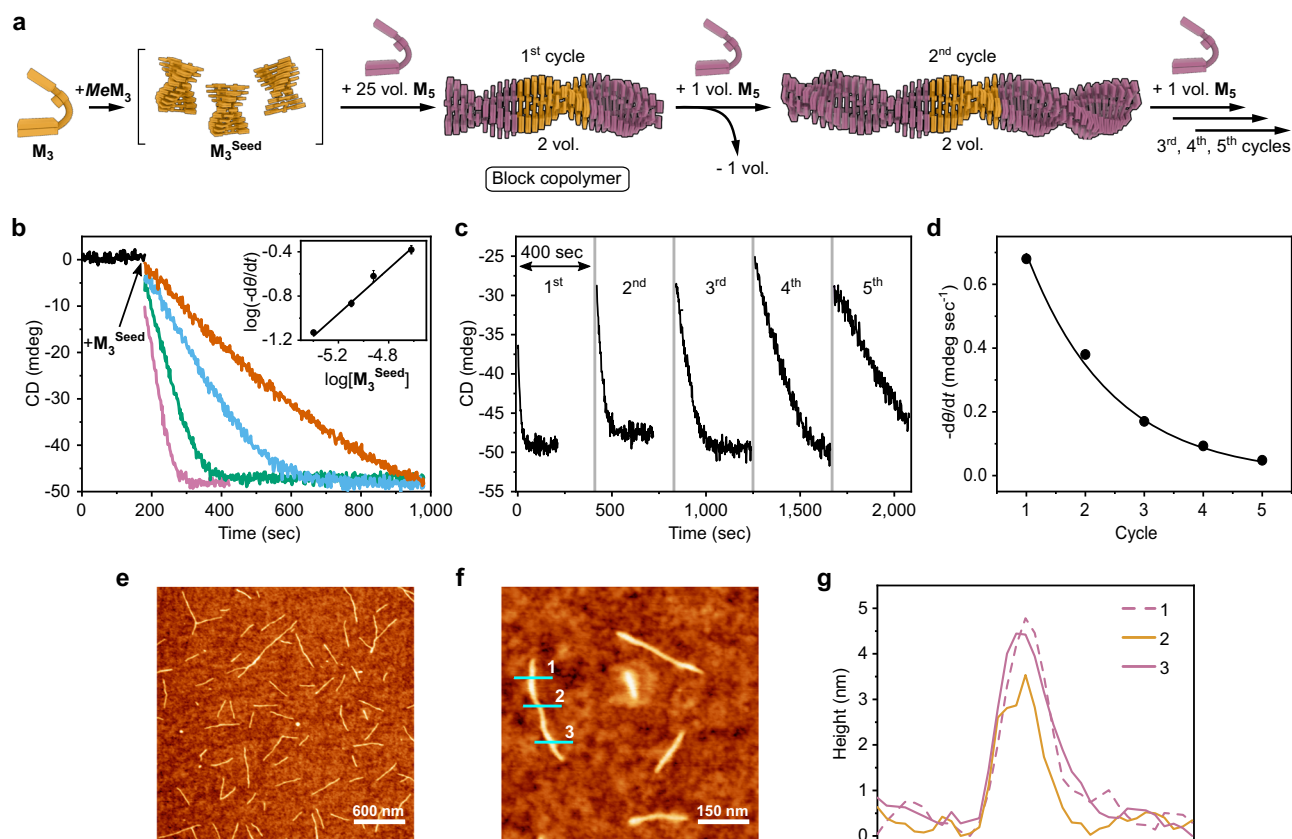 a
1st cycle
2nd cycle
+MeM3
+ 25 vol. M5
+ 1 vol. M5
+ 1 vol. M5
M3
M3Seed
2 vol.
2 vol.
3rd, 4th, 5th cycles
- 1 vol.
Block copolymer
b
0
-10
-20
-30
-40
-50
CD (mdeg)
+M3Seed
0
200
400
600
800
1,000
Time (sec)
-0.4
-0.8
-1.2
log(-dθ/dt)
-5.2
-4.8
log[M3Seed]
c
-25
-30
-35
-40
-45
-50
-55
CD (mdeg)
400 sec
1st
2nd
3rd
4th
5th
0
500
1,000
1,500
2,000
Time (sec)
d
0.6
0.4
0.2
0.0
-dθ/dt (mdeg sec-1)
1
2
3
4
5
Cycle
e
600 nm
f
1
2
3
150 nm
g
5
4
3
2
1
0
Height (nm)
1
2
3